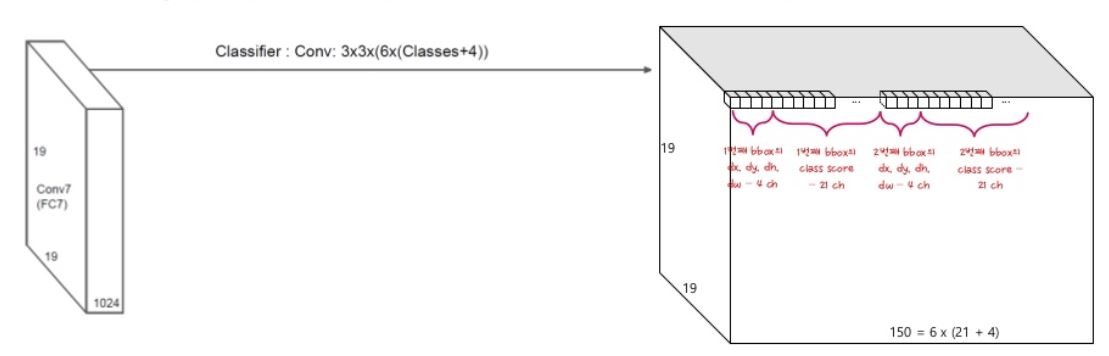 Classifier : Conv: 3x3x(6x(Classes+4))
19
Conv7
(FC7)
19
1024
19
1번째 bbox의
dx, dy, dh,
dw - 4 ch
1번째 bbox의
class score
- 21 ch
...
2번째 bbox의
dx, dy, dh,
dw - 4 ch
2번째 bbox의
class score -
21 ch
...
19
150 = 6 x (21 + 4)